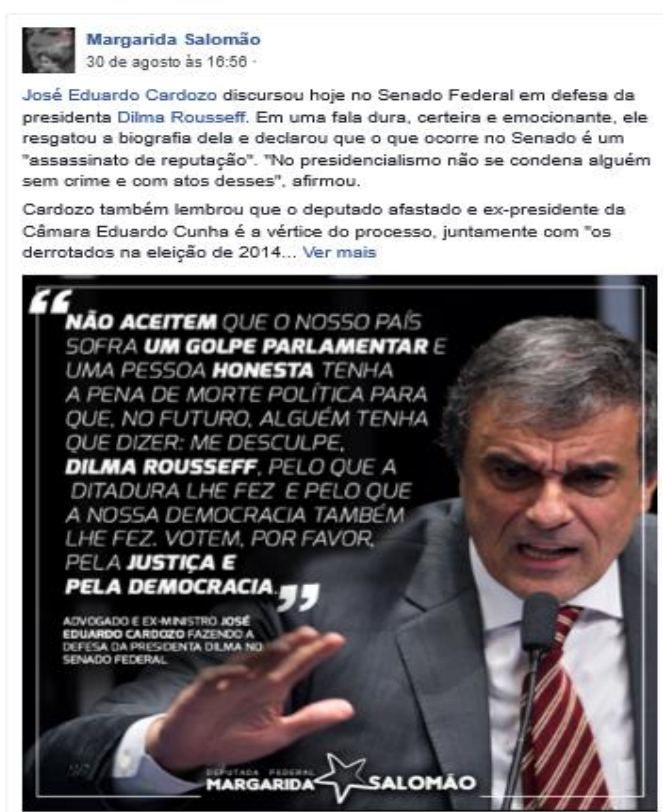 Margarida Salomão
30 de agosto às 16:56 ·
José Eduardo Cardozo discursou hoje no Senado Federal em defesa da
presidenta Dilma Rousseff. Em uma fala dura, certeira e emocionante, ele
resgatou a biografia dela e declarou que o que ocorre no Senado é um
"assassinato de reputação". "No presidencialismo não se condena alguém
sem crime e com atos desses", afirmou.
Cardozo também lembrou que o deputado afastado e ex-presidente da
Câmara Eduardo Cunha é a vértice do processo, juntamente com "os
derrotados na eleição de 2014... Ver mais
“NÃO ACEITEM QUE O NOSSO PAÍS
SOFRA UM GOLPE PARLAMENTAR E
UMA PESSOA HONESTA TENHA
A PENA DE MORTE POLÍTICA PARA
QUE, NO FUTURO, ALGUÉM TENHA
QUE DIZER: ME DESCULPE,
DILMA ROUSSEFF, PELO QUE A
DITADURA LHE FEZ E PELO QUE
A NOSSA DEMOCRACIA TAMBÉM
LHE FEZ. VOTEM, POR FAVOR,
PELA JUSTIÇA E
PELA DEMOCRACIA.”
ADVOGADO E EX-MINISTRO JOSÉ
EDUARDO CARDOZO FAZENDO A
DEFESA DA PRESIDENTA DILMA NO
SENADO FEDERAL
DEPUTADA FEDERAL
MARGARIDA SALOMÃO